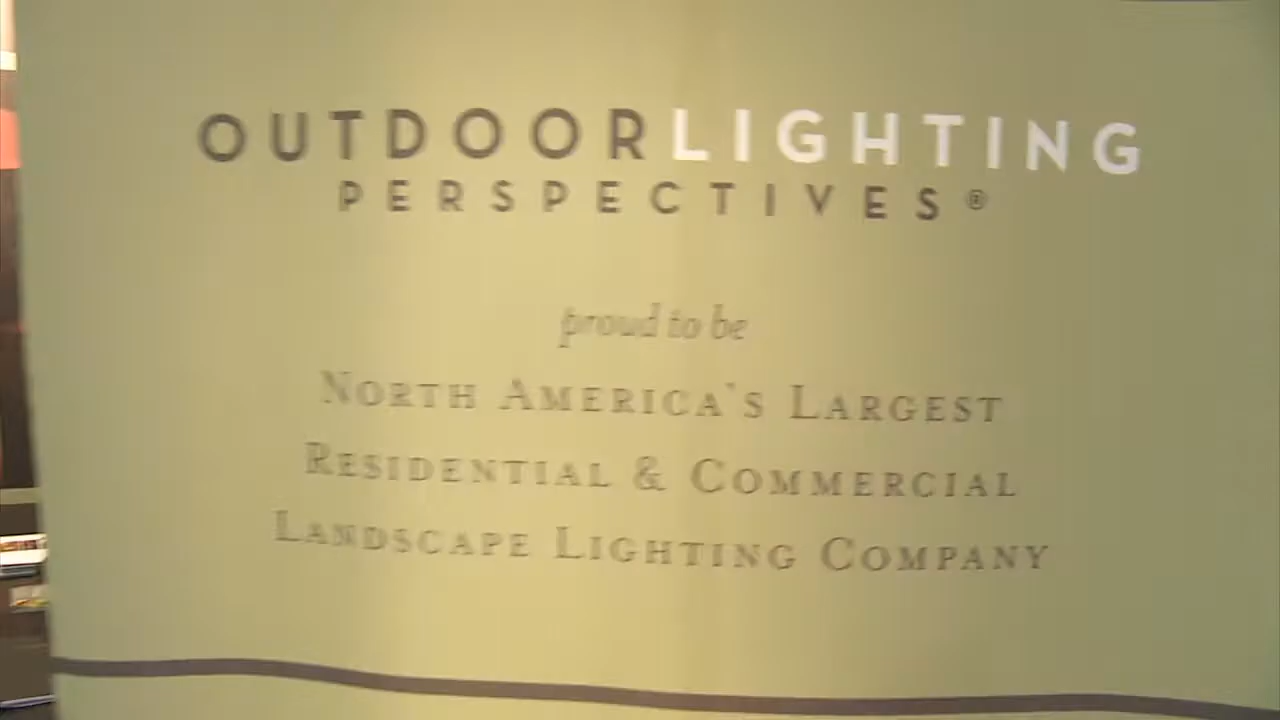 OUTDOORLIGHTING
PERSPECTIVES®
proud to be
NORTH AMERICA'S LARGEST
RESIDENTIAL & COMMERCIAL
LANDSCAPE LIGHTING COMPANY